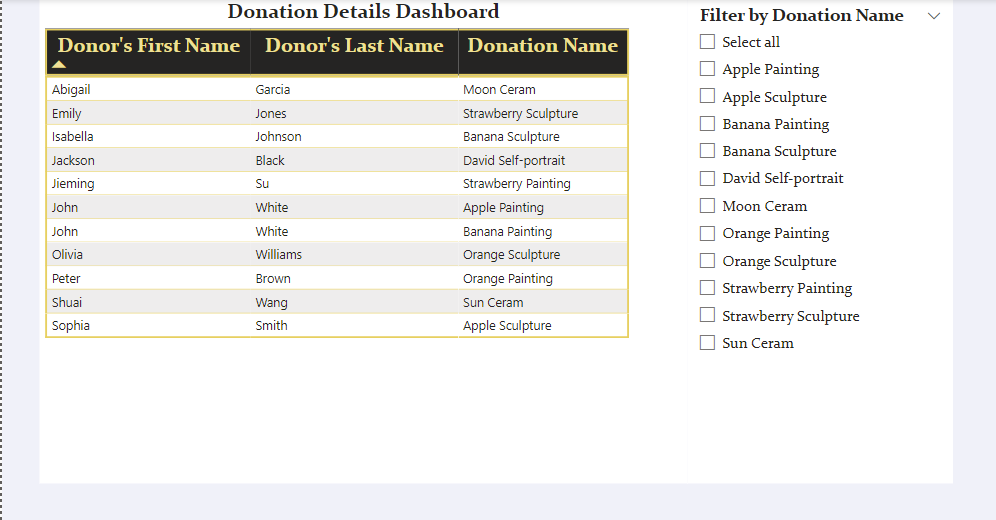 Donation Details Dashboard
Donor's First Name Donor's Last Name Donation Name
Abigail Garcia Moon Ceram
Emily Jones Strawberry Sculpture
Isabella Johnson Banana Sculpture
Jackson Black David Self-portrait
Jieming Su Strawberry Painting
John White Apple Painting
John White Banana Painting
Olivia Williams Orange Sculpture
Peter Brown Orange Painting
Shuai Wang Sun Ceram
Sophia Smith Apple Sculpture
Filter by Donation Name
Select all
Apple Painting
Apple Sculpture
Banana Painting
Banana Sculpture
David Self-portrait
Moon Ceram
Orange Painting
Orange Sculpture
Strawberry Painting
Strawberry Sculpture
Sun Ceram